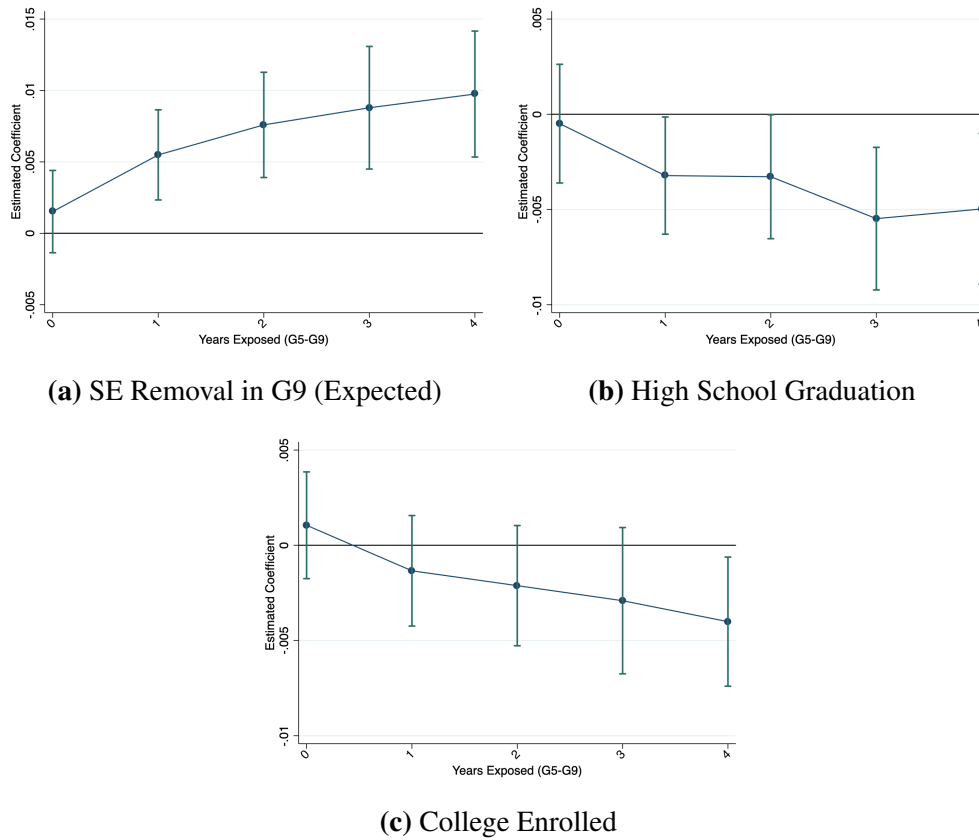 .015
.01
.005
0
-.005
Estimated Coefficient
0 1 2 3 4
Years Exposed (G5-G9)
(a) SE Removal in G9 (Expected)
.005
0
-.005
-.01
Estimated Coefficient
0 1 2 3
Years Exposed (G5-G9)
(b) High School Graduation
.005
0
-.005
-.01
Estimated Coefficient
0 1 2 3 4
Years Exposed (G5-G9)
(c) College Enrolled